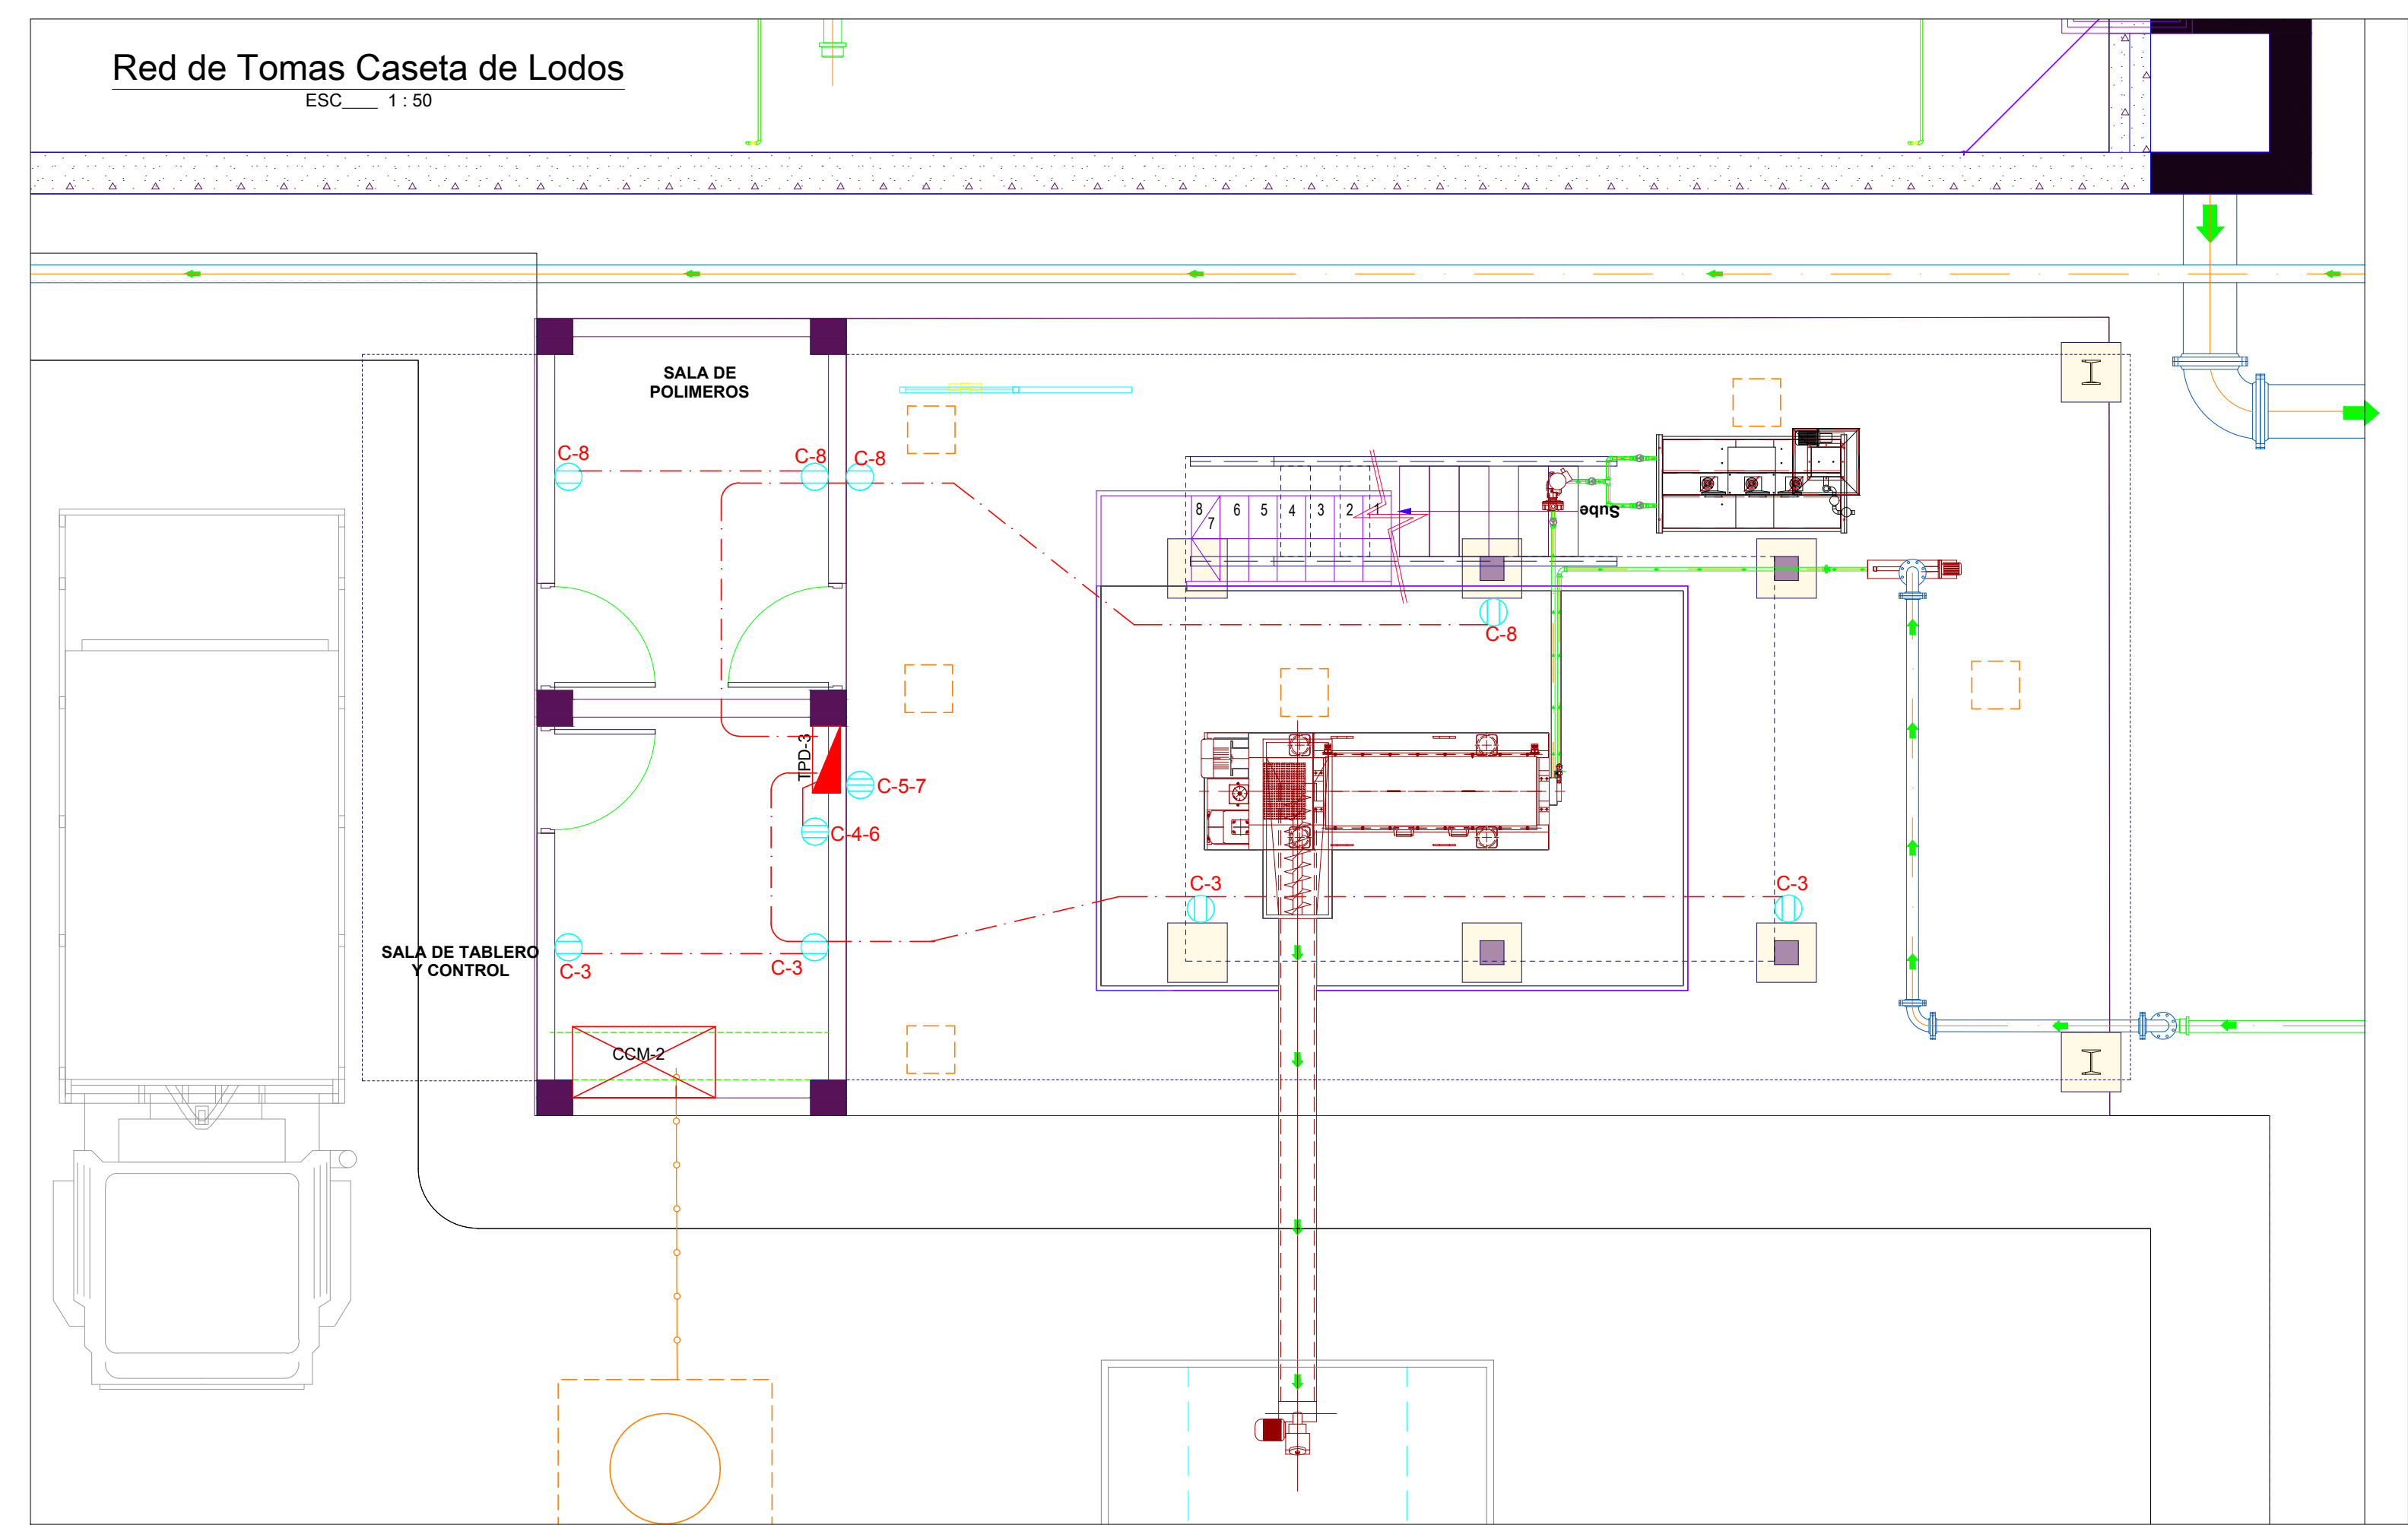 Red de Tomas Caseta de Lodos
ESC____ 1 : 50
SALA DE
POLIMEROS
C-8
C-8
C-8
8
7
6
5
4
3
2
1
Sube
C-8
TPD-3
C-5-7
C-4-6
C-3
C-3
SALA DE TABLERO
Y CONTROL
C-3
C-3
CCM-2